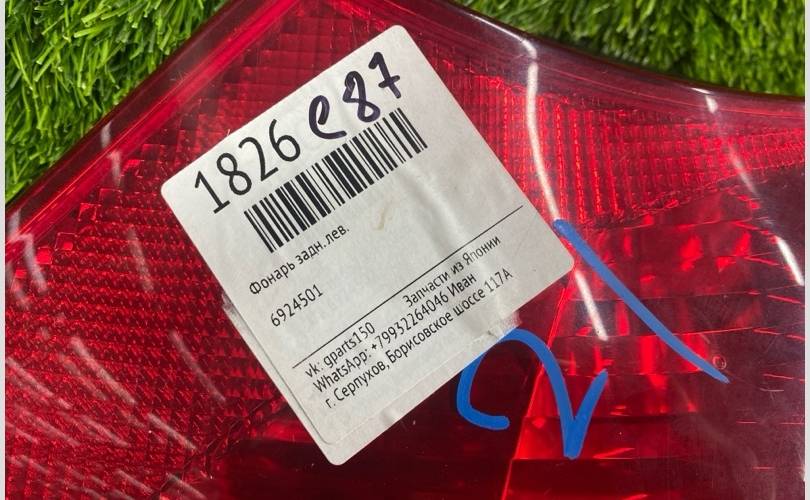 1826 e87
Фонарь задн.лев.
6924501
Запчасти из Японии
vk: gparts150
WhatsApp: +79932264046 Иван
г. Серпухов, Борисовское шоссе 117А